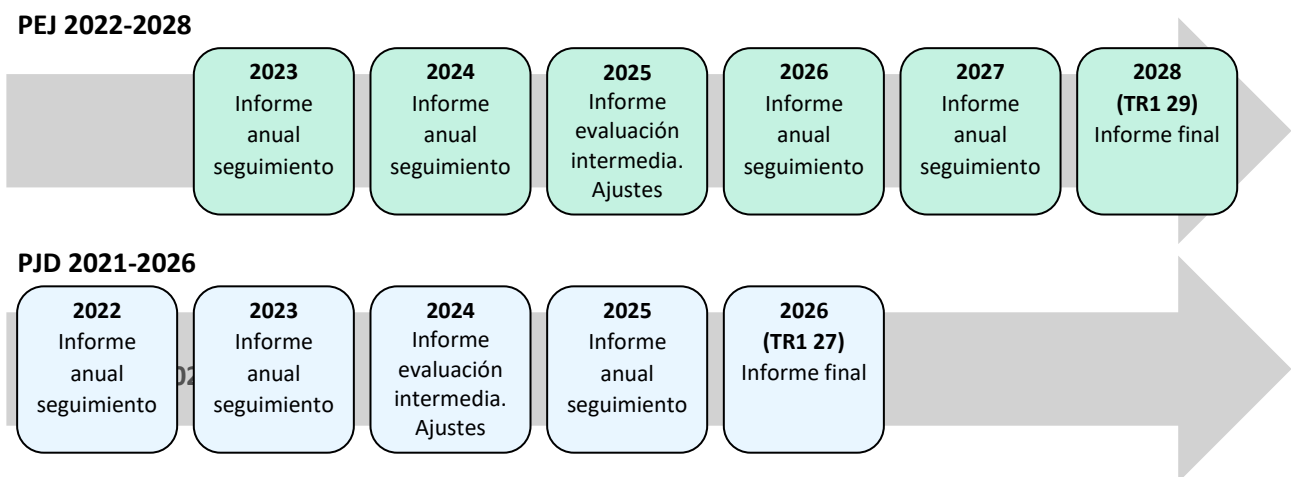 PEJ 2022-2028
2023
Informe
anual
seguimiento
2024
Informe
anual
seguimiento
2025
Informe
evaluación
intermedia.
Ajustes
2026
Informe
anual
seguimiento
2027
Informe
anual
seguimiento
2028
(TR1 29)
Informe final
PJD 2021-2026
2022
Informe
anual
seguimiento
2023
Informe
anual
seguimiento
2024
Informe
evaluación
intermedia.
Ajustes
2025
Informe
anual
seguimiento
2026
(TR1 27)
Informe final